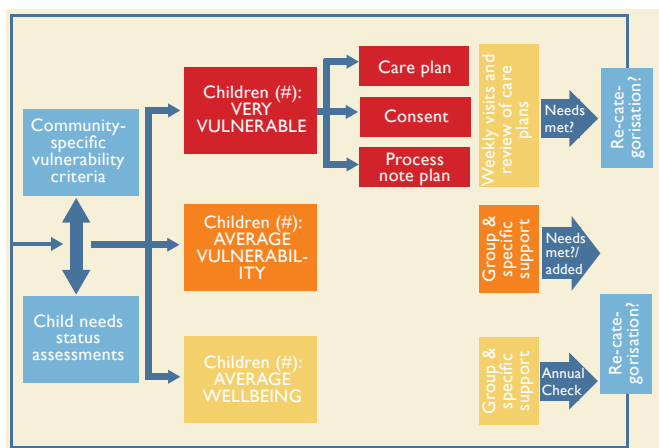 Community-
specific
vulnerability
criteria
Child needs
status
assessments
Children (#):
VERY
VULNERABLE
Care plan
Consent
Process
note plan
Weekly visits and
review of care
plans
Needs
met?
Re-cate-
gorisation?
Children (#):
AVERAGE
VULNERABIL-
ITY
Group &
specific
support
Needs
met?/
added
Children (#):
AVERAGE
WELLBEING
Group &
specific
support
Annual
Check
Re-cate-
gorisation?